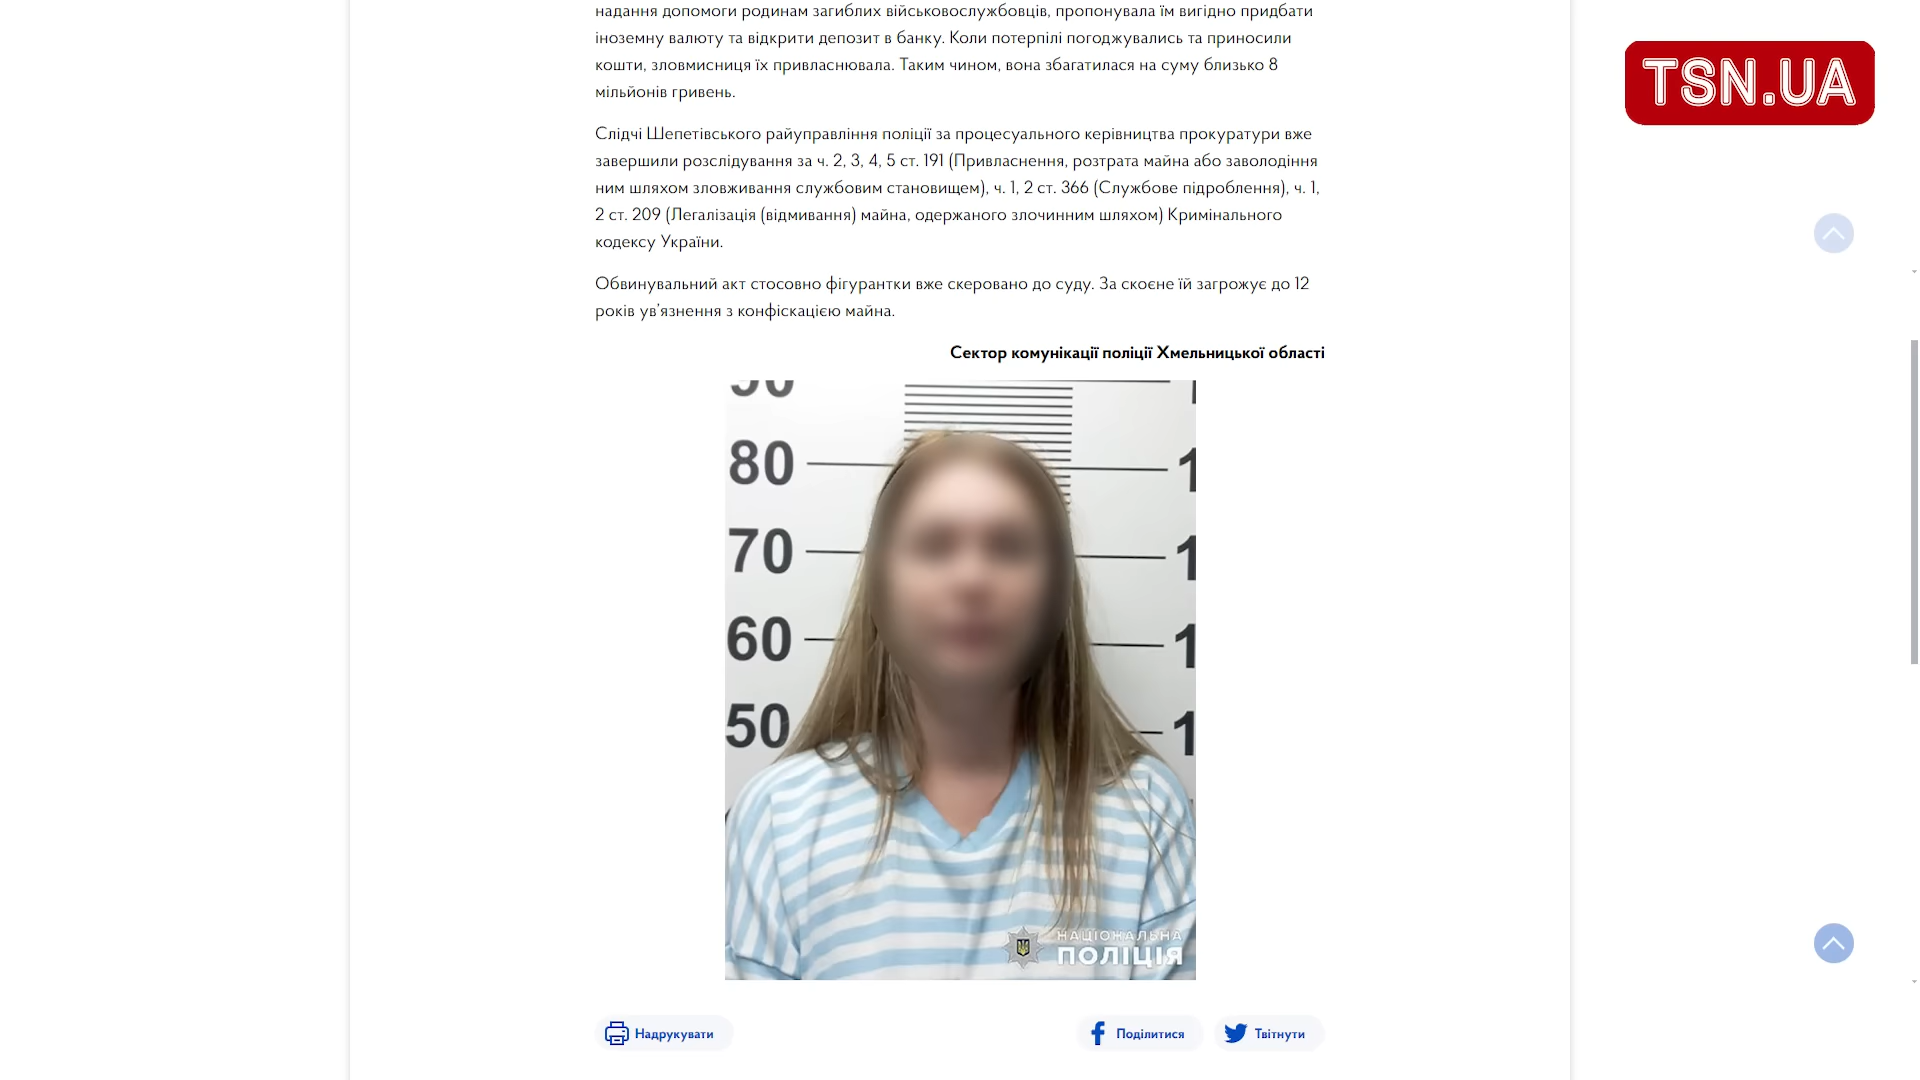 надання допомоги родинам загиблих військовослужбовців, пропонувала їм вигідно придбати
іноземну валюту та відкрити депозит в банку. Коли потерпілі погоджувались та приносили
кошти, зловмисниця їх привласнювала. Таким чином, вона збагатилася на суму близько 8
мільйонів гривень.
TSN.UA
Слідчі Шепетівського райуправління поліції за процесуального керівництва прокуратури вже
завершили розслідування за ч. 2, 3, 4, 5 ст. 191 (Привласнення, розтрата майна або заволодіння
ним шляхом зловживання службовим становищем), ч. 1, 2 ст. 366 (Службове підроблення), ч. 1,
2 ст. 209 (Легалізація (відмивання) майна, одержаного злочинним шляхом) Кримінального
кодексу України.
Обвинувальний акт стосовно фігурантки вже скеровано до суду. За скоєне їй загрожує до 12
років ув'язнення з конфіскацією майна.
Сектор комунікації поліції Хмельницької області
90
80
70
60
50
НАЦІОНАЛЬНА
ПОЛІЦІЯ
Надрукувати
Поділитися
Твітнути